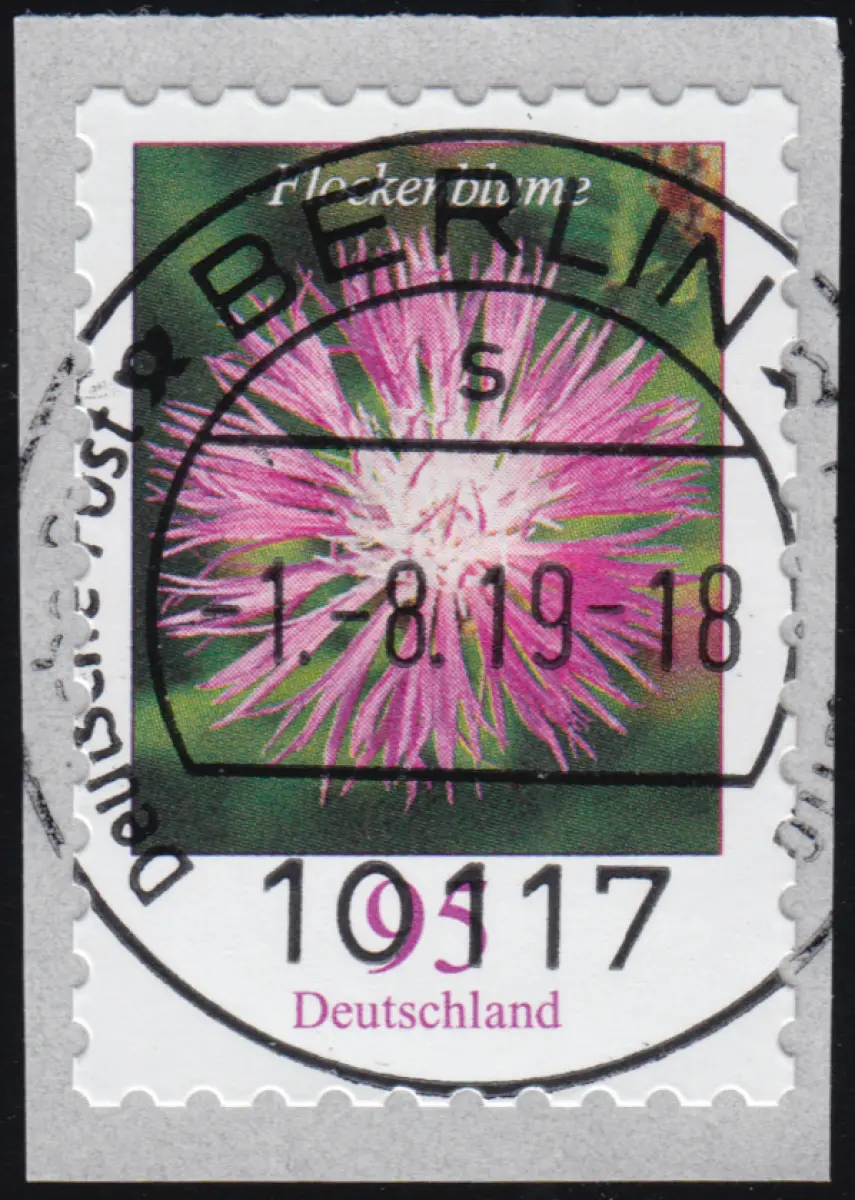 Flockenblume
BERLIN
s
-1.-8.19-18
Deutsche Post
10117
95
Deutschland